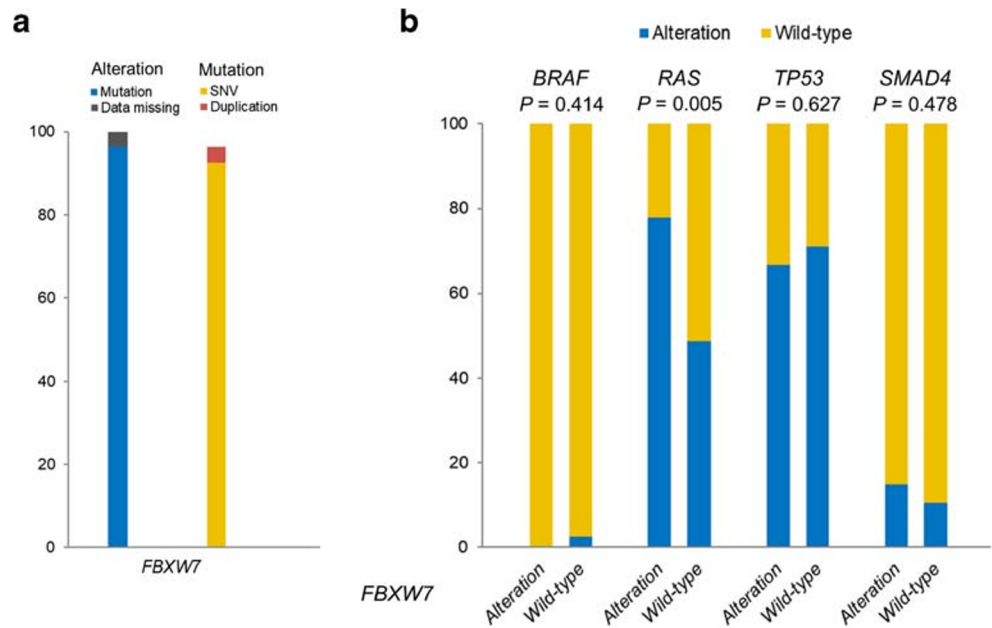 a
Alteration
Mutation
Data missing
Mutation
SNV
Duplication
100
80
60
40
20
0
FBXW7
b
Alteration Wild-type
BRAF RAS TP53 SMAD4
P = 0.414 P = 0.005 P = 0.627 P = 0.478
100
80
60
40
20
0
FBXW7
Alteration
Wild-type
Alteration
Wild-type
Alteration
Wild-type
Alteration
Wild-type